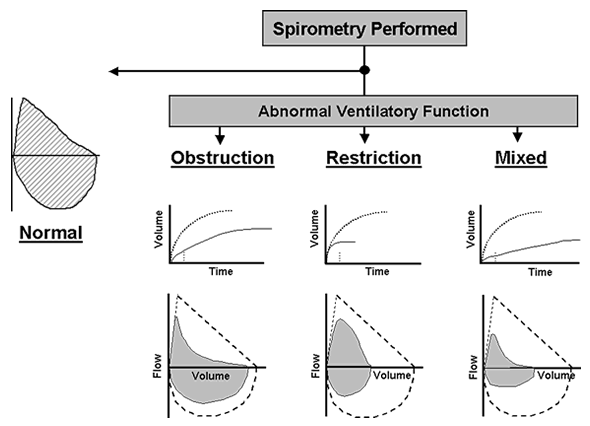 Spirometry Performed
Abnormal Ventilatory Function
Obstruction Restriction Mixed
Normal
Volume Volume Volume
Time Time Time
Flow Volume Flow Volume Flow Volume